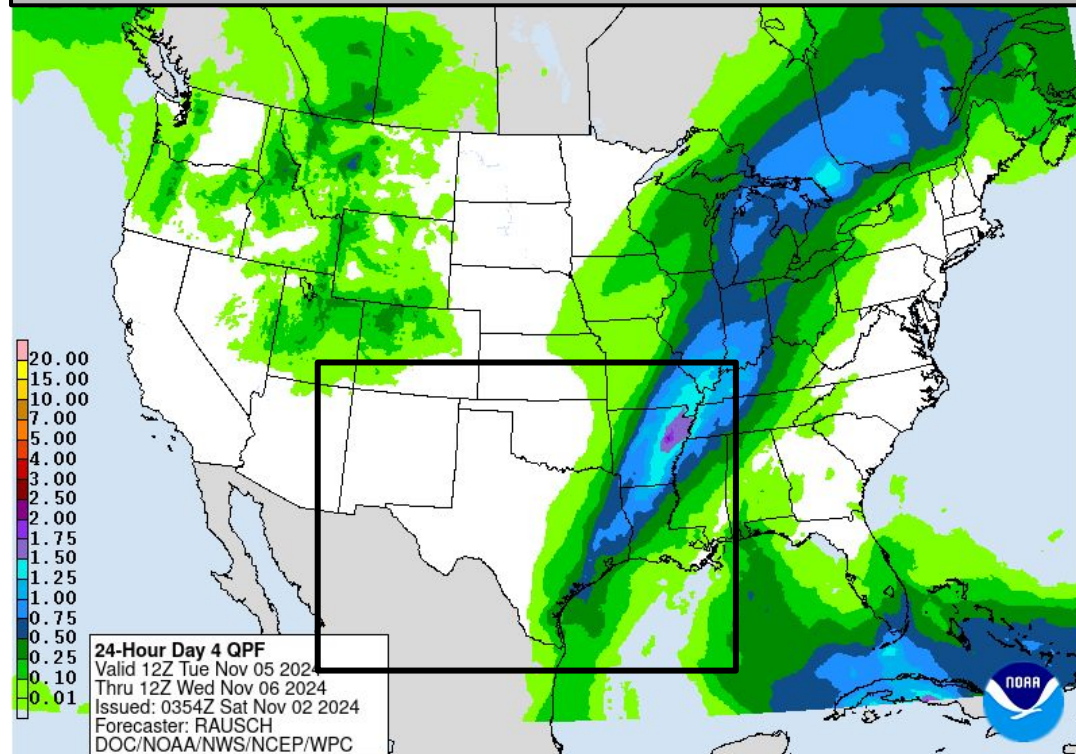 20.00
15.00
10.00
7.00
5.00
4.00
3.00
2.50
2.00
1.75
1.50
1.25
1.00
0.75
0.50
0.25
0.10
0.01
24-Hour Day 4 QPF
Valid 12Z Tue Nov 05 2024
Thru 12Z Wed Nov 06 2024
Issued: 0354Z Sat Nov 02 2024
Forecaster: RAUSCH
DOC/NOAA/NWS/NCEP/WPC
NOAA